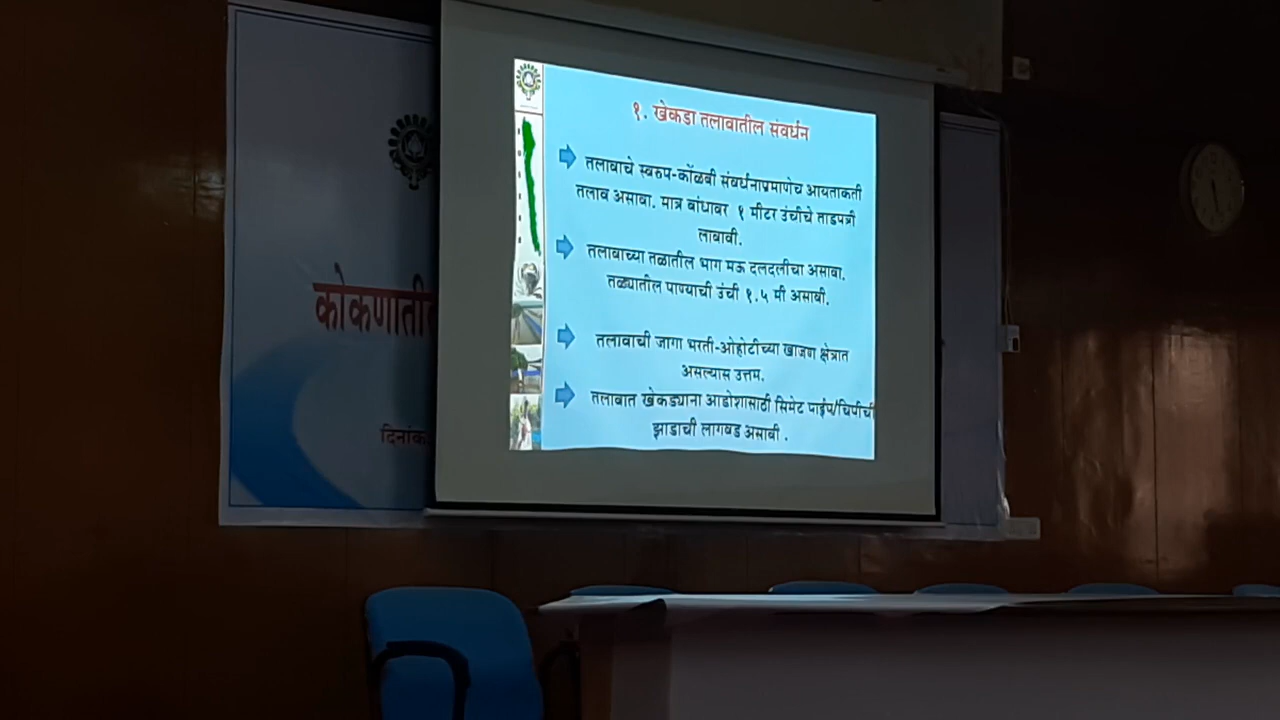 १. खेकडा तलावातील संवर्धन
तलावाचे स्वरुप-कोंळबी संवर्धनाप्रमाणेच आयताकती
तलाव असावा. मात्र बांधावर १ मीटर उंचीचे ताडपत्री
लावावी.
तलावाच्या तळातील भाग मऊ दलदलीचा असावा.
तळ्यातील पाण्याची उंची १.५ मी असावी.
तलावाची जागा भरती-ओहोटीच्या खाजण क्षेत्रात
असल्यास उत्तम.
तलावात खेकड्याना आडोशासाठी सिमेट पाईप/चिपीची
झाडाची लागवड असावी .
कोकणाती
दिनांक